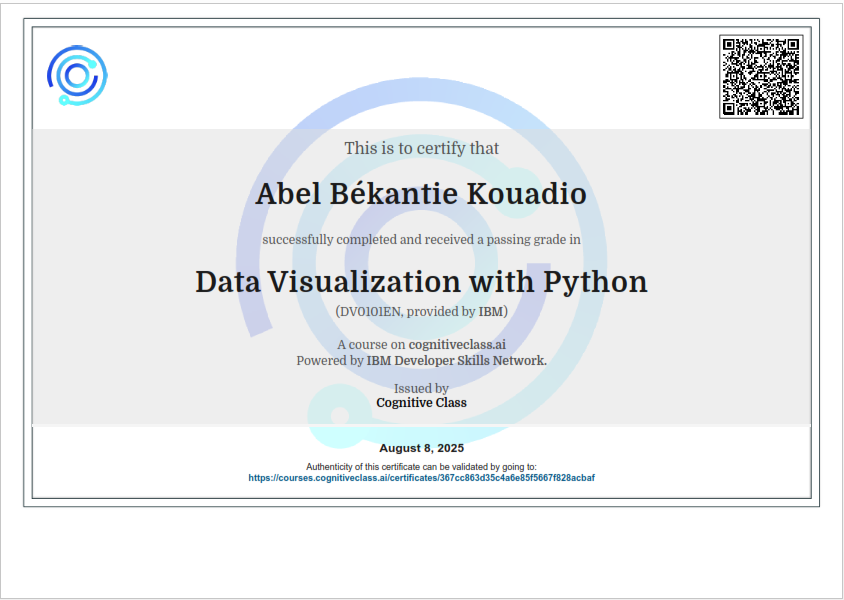 This is to certify that
Abel Békantie Kouadio
successfully completed and received a passing grade in
Data Visualization with Python
(DV0101EN, provided by IBM)
A course on cognitiveclass.ai
Powered by IBM Developer Skills Network.
Issued by
Cognitive Class
August 8, 2025
Authenticity of this certificate can be validated by going to:
https://courses.cognitiveclass.ai/certificates/367cc863d35c4a6e85f5667f828acbaf